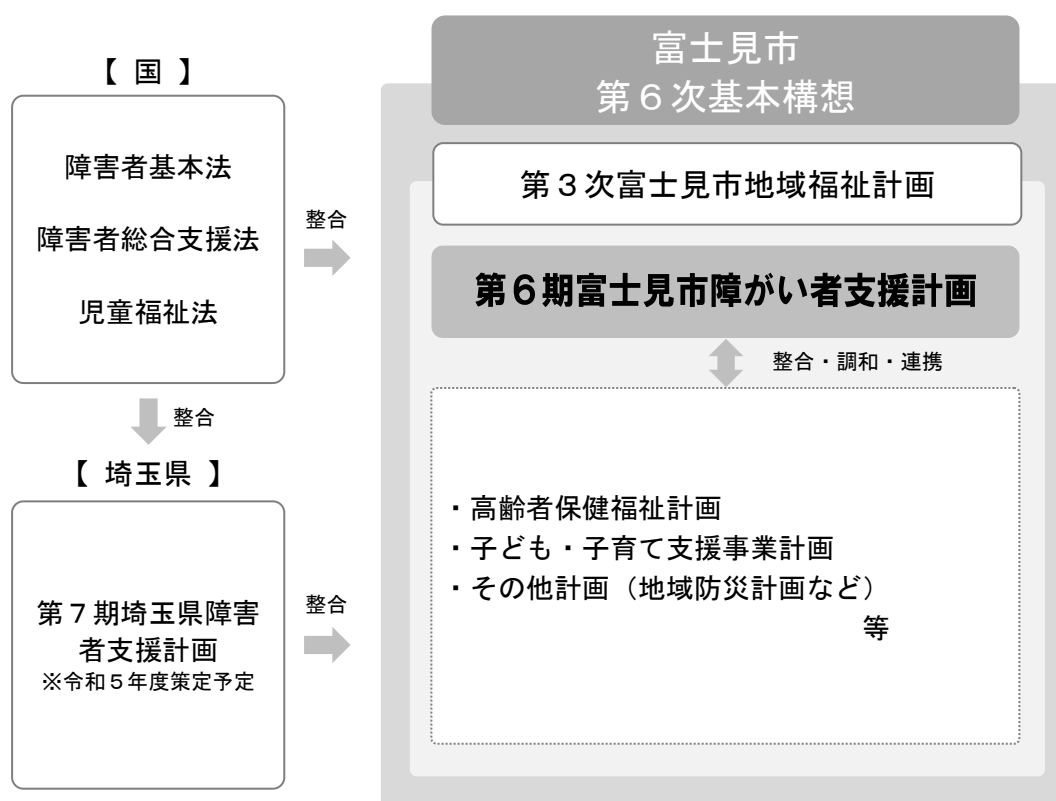 【 国 】
障害者基本法
障害者総合支援法
児童福祉法
整合
整合
【 埼玉県 】
第７期埼玉県障害
者支援計画
※令和５年度策定予定
整合
富士見市
第６次基本構想
第３次富士見市地域福祉計画
第６期富士見市障がい者支援計画
整合・調和・連携
・高齢者保健福祉計画
・子ども・子育て支援事業計画
・その他計画（地域防災計画など）
等